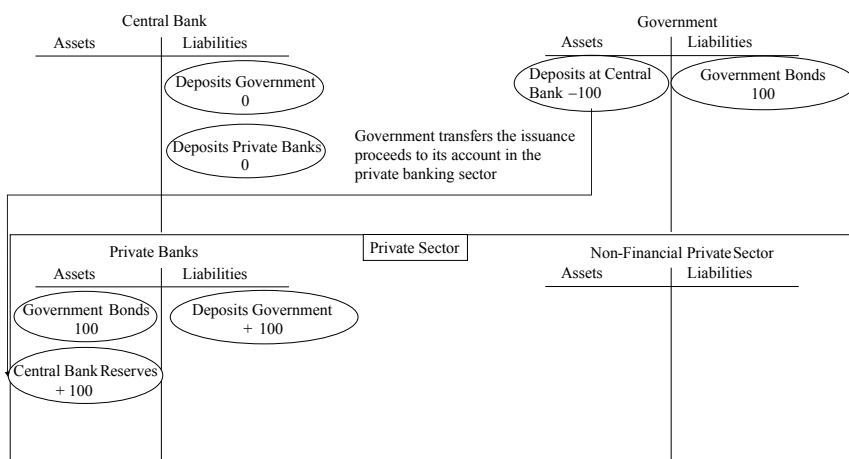 Central Bank
Assets Liabilities
Deposits Government
0
Deposits Private Banks
0
Government
Assets Liabilities
Deposits at Central
Bank –100
Government Bonds
100
Government transfers the issuance
proceeds to its account in the
private banking sector
Private Sector
Private Banks
Assets Liabilities
Government Bonds
100
Deposits Government
+ 100
Central Bank Reserves
+ 100
Non-Financial Private Sector
Assets Liabilities